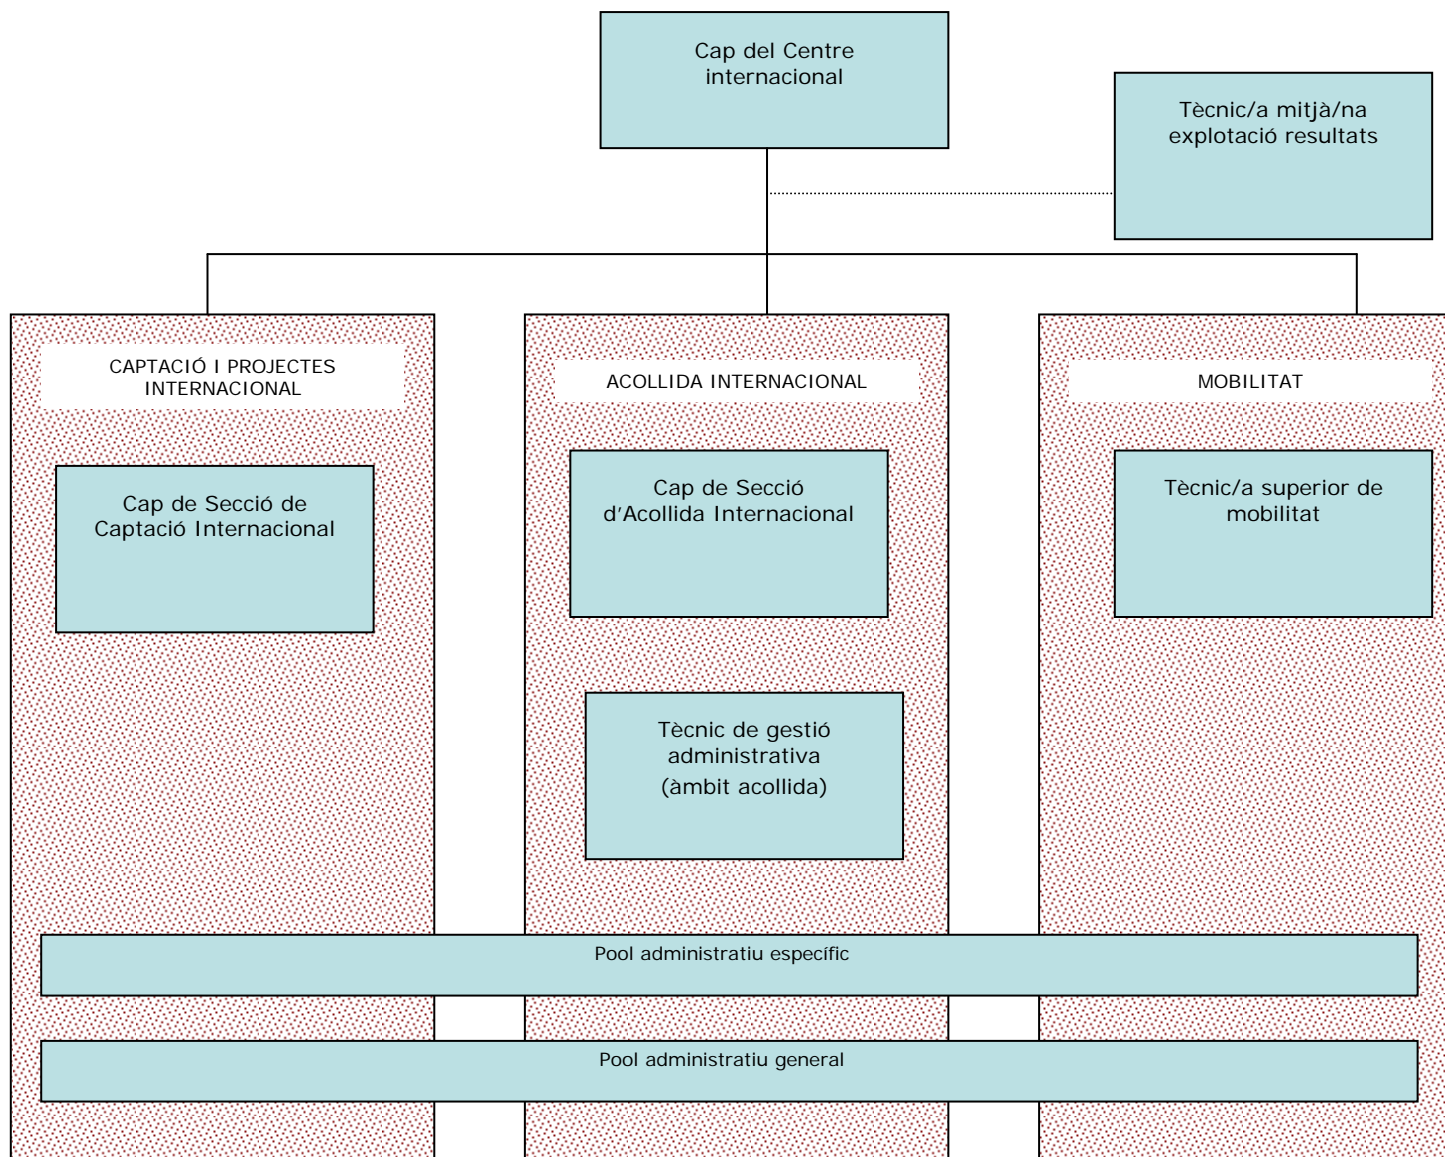 Cap del Centre
internacional
Tècnic/a mitjà/na
explotació resultats
CAPTACIÓ I PROJECTES
INTERNACIONAL
ACOLLIDA INTERNACIONAL
MOBILITAT
Cap de Secció de
Captació Internacional
Cap de Secció
d'Acollida Internacional
Tècnic/a superior de
mobilitat
Tècnic de gestió
administrativa
(àmbit acollida)
Pool administratiu específic
Pool administratiu general